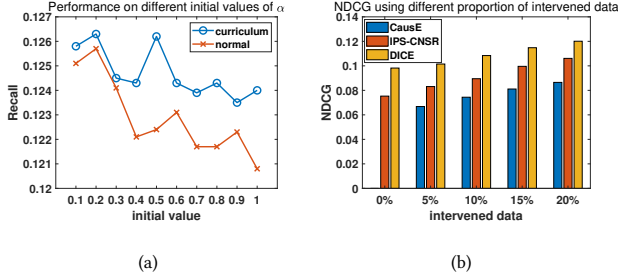 Performance on different initial values of α
curriculum
normal
0.127
0.126
0.125
0.124
0.123
0.122
0.121
0.12
Recall
0.1 0.2 0.3 0.4 0.5 0.6 0.7 0.8 0.9 1
initial value
(a)
NDCG using different proportion of intervened data
CausE
IPS-CNSR
DICE
0.14
0.12
0.1
0.08
0.06
0.04
0.02
0
NDCG
0% 5% 10% 15% 20%
intervened data
(b)